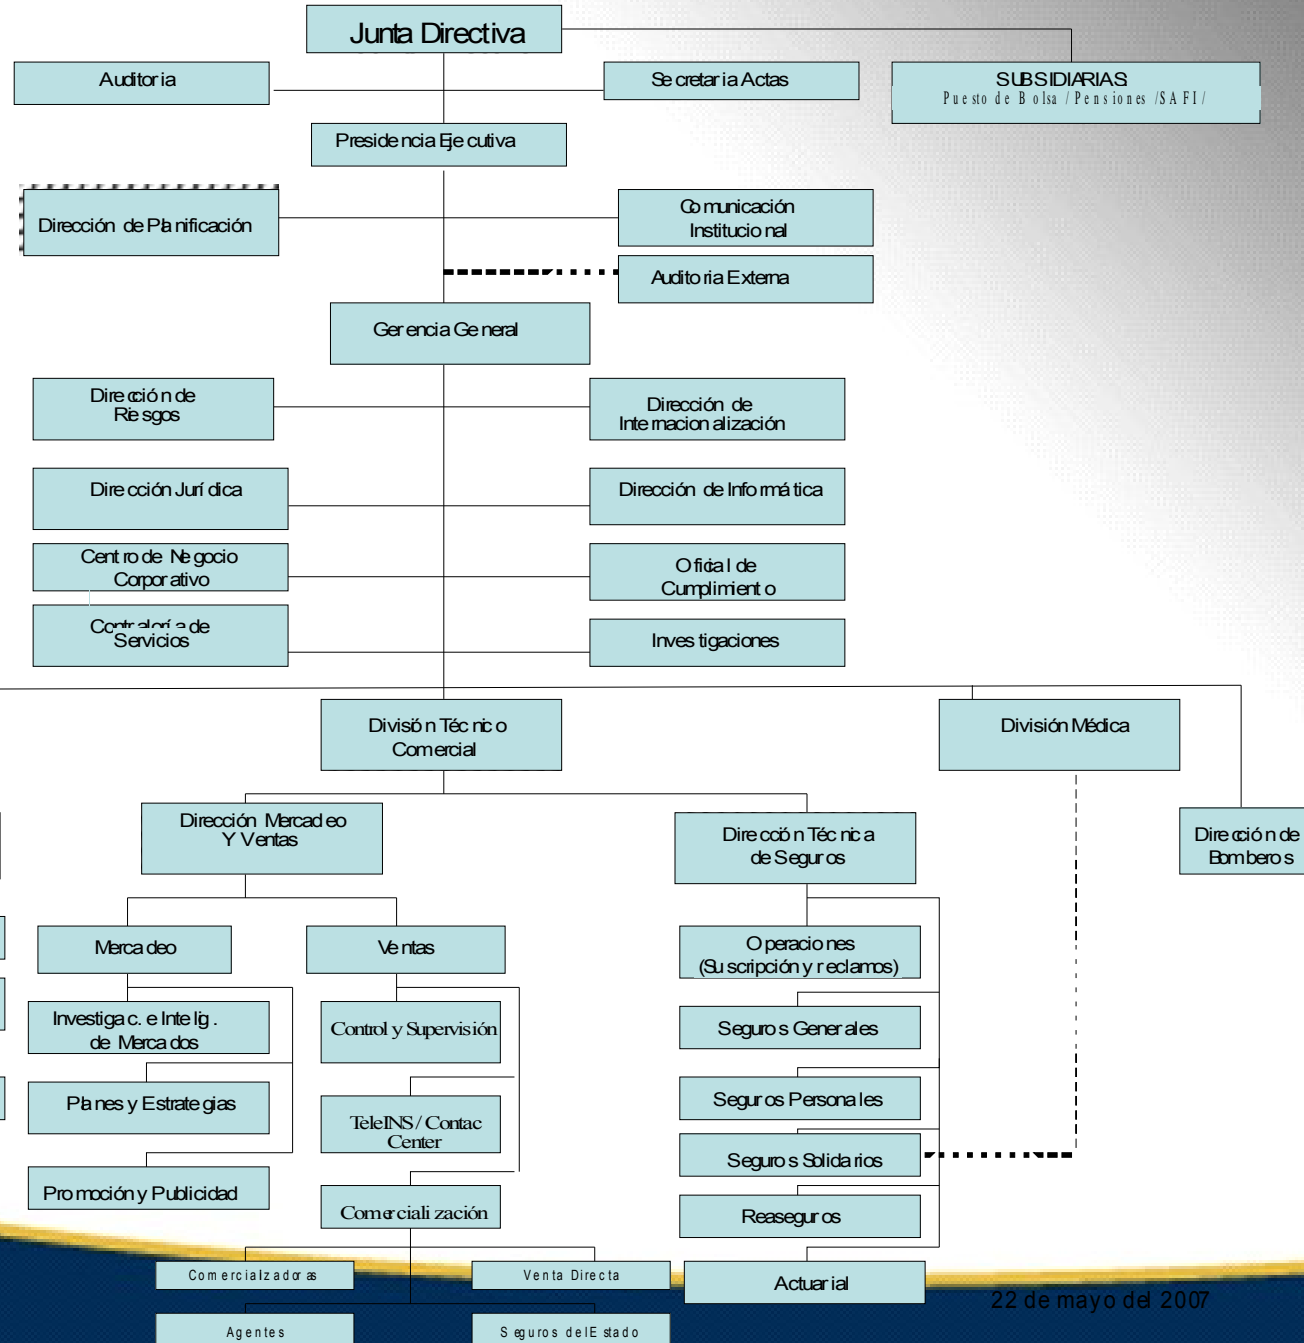 Junta Directiva
Auditoria
Secretaria Actas
SUBSIDIARIAS:
Puesto de Bolsa / Pensiones /SAFI/
Presidencia Ejecutiva
Dirección de Planificación
Comunicación
Institucional
Auditoria Externa
Gerencia General
Dirección de
Riesgos
Dirección de
Internacionalización
Dirección Jurídica
Dirección de Informática
Centro de Negocio
Corporativo
Oficial de
Cumplimiento
Contraloría de
Servicios
Investigaciones
División Técnico
Comercial
División Médica
Dirección Mercadeo
Y Ventas
Dirección Técnica
de Seguros
Dirección de
Bomberos
Mercadeo
Ventas
Operaciones
(Suscripción y reclamos)
Investigac. e Intelig.
de Mercados
Control y Supervisión
Seguros Generales
Planes y Estrategias
TeleINS / Contac
Center
Seguros Personales
Seguros Solidarios
Promoción y Publicidad
Comercialización
Reaseguros
Comercialzadoras
Venta Directa
Actuarial
22 de mayo del 2007
Agentes
Seguros del Estado